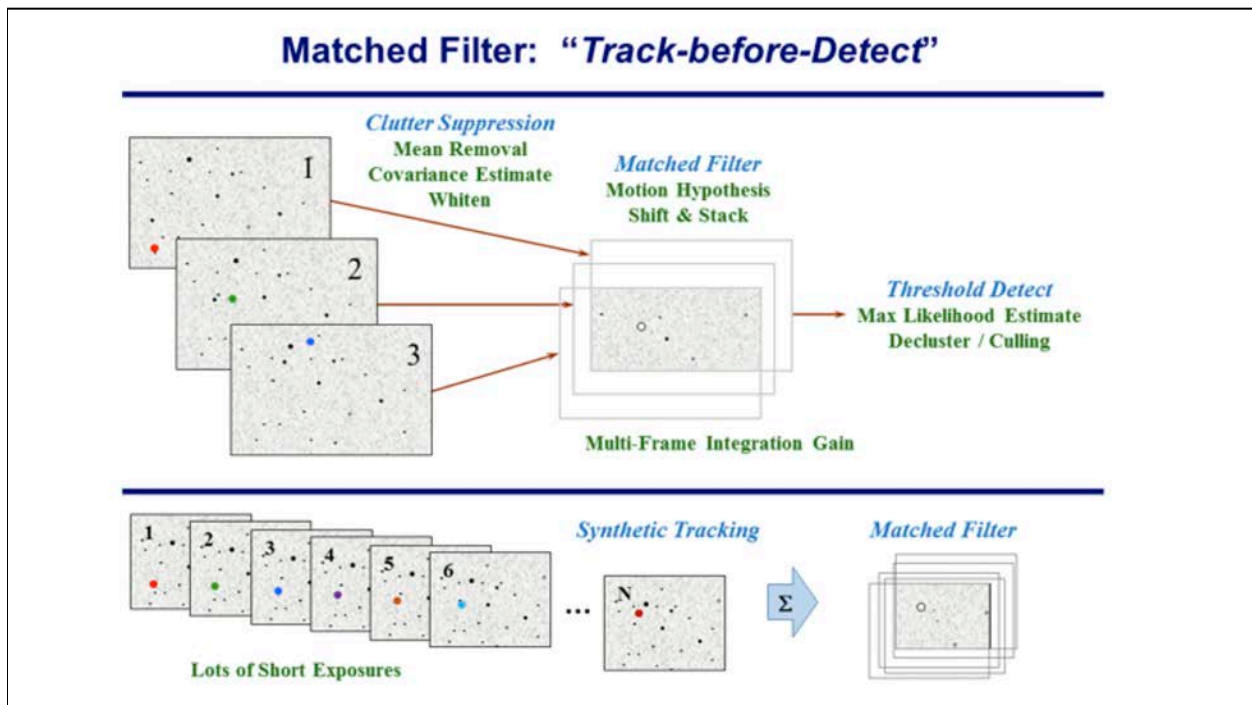 Matched Filter: “Track-before-Detect”
Clutter Suppression
Mean Removal
Covariance Estimate
Whiten
Matched Filter
Motion Hypothesis
Shift & Stack
1
2
3
Threshold Detect
Max Likelihood Estimate
Decluster / Culling
Multi-Frame Integration Gain
1
2
3
4
5
6
...
N
Synthetic Tracking
Σ
Matched Filter
Lots of Short Exposures